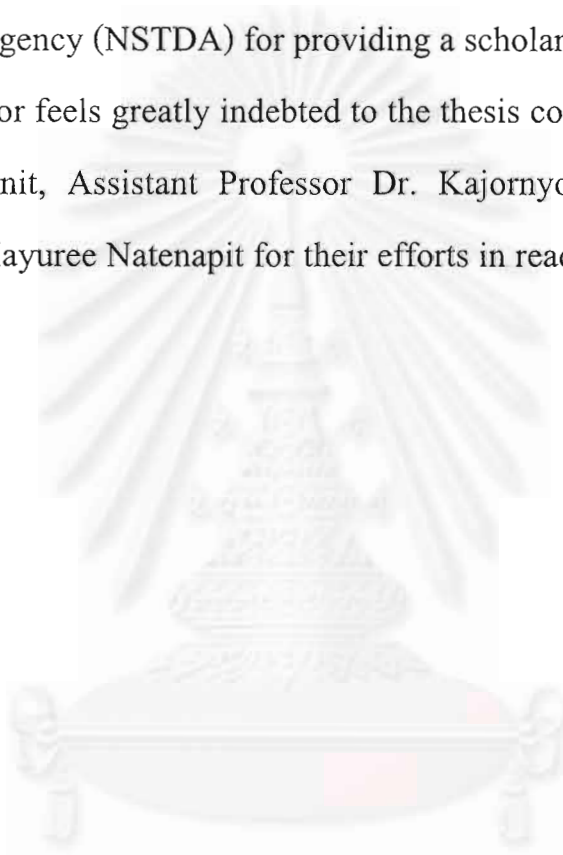 gency (NSTDA) for providing a scholar
or feels greatly indebted to the thesis co
nit, Assistant Professor Dr. Kajornyo
ayuree Natenapit for their efforts in read